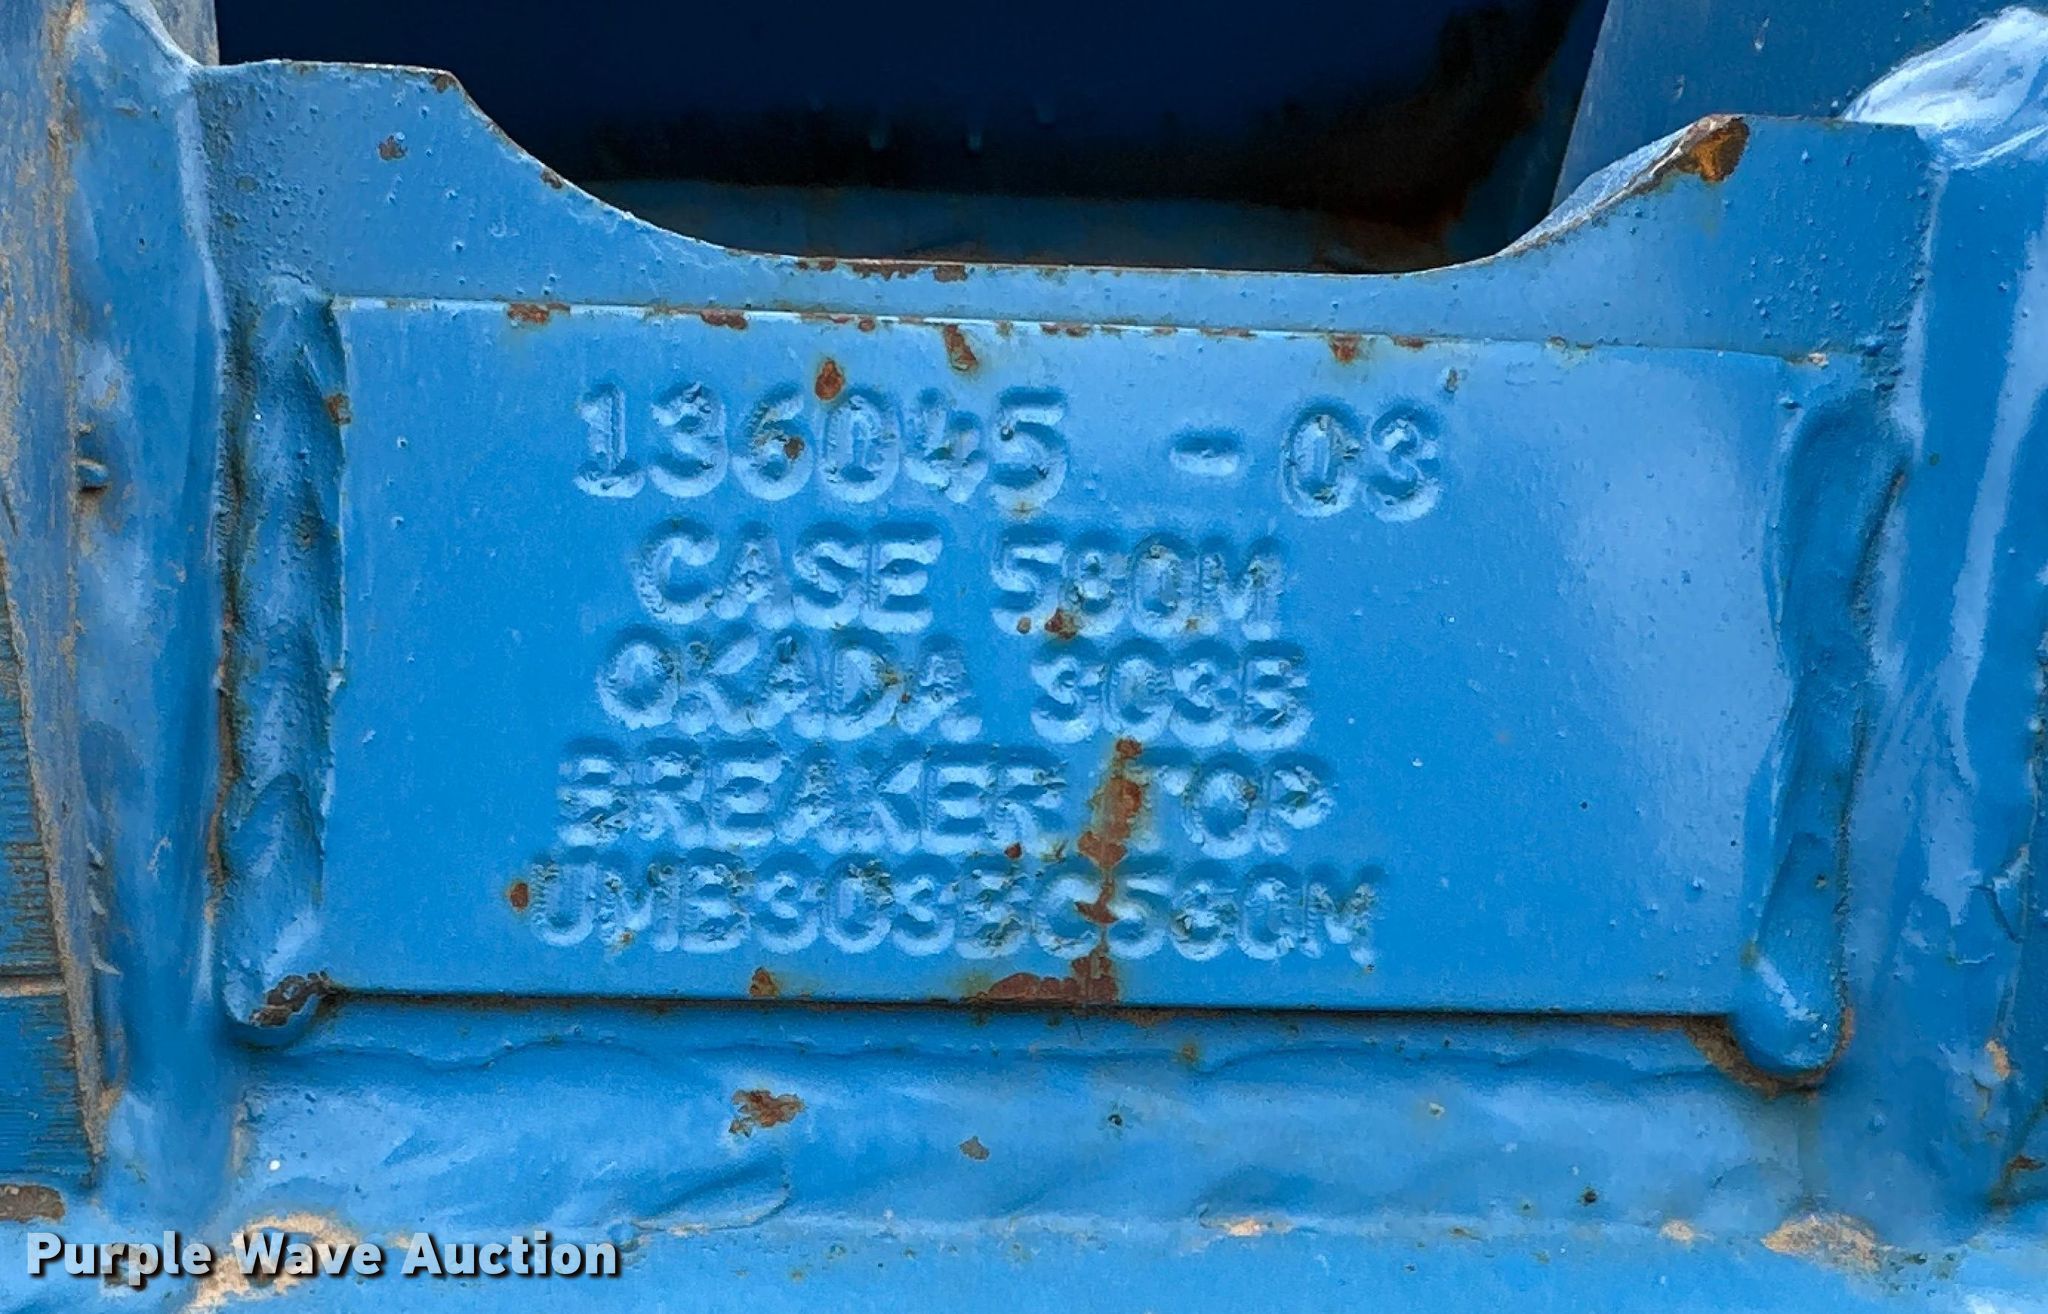 136045 - 03
CASE 580M
OKADA 303B
BREAKER TOP
UMB303BC580M
Purple Wave Auction